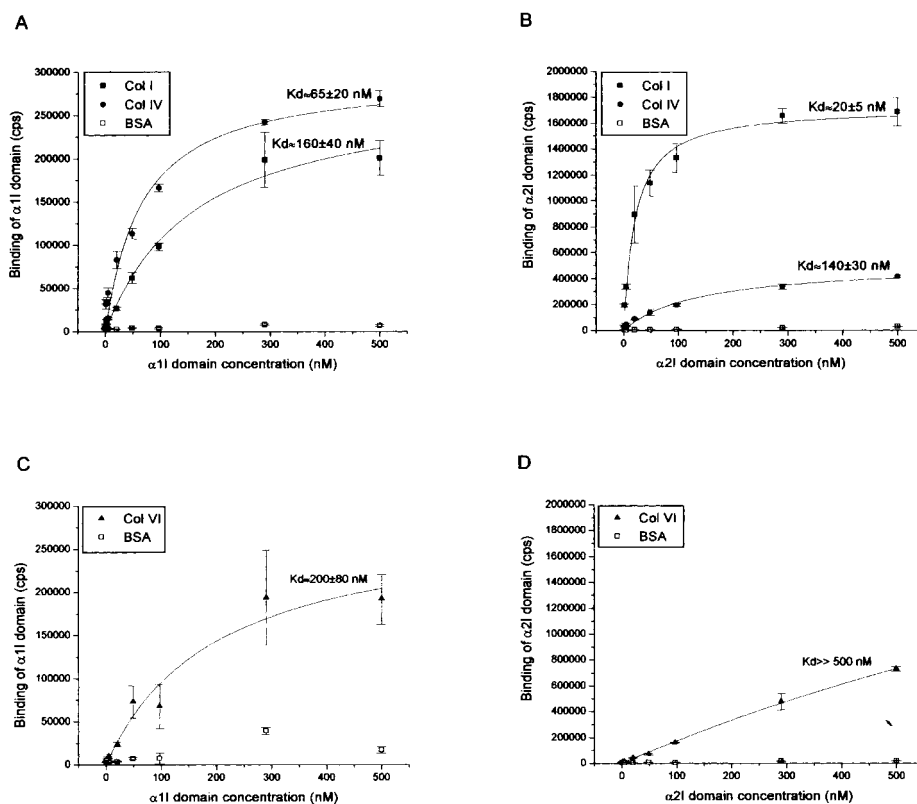 A
Col I
Col IV
BSA
Kd≈65±20 nM
Kd≈160±40 nM
300000
250000
200000
150000
100000
50000
0
Binding of α1I domain (cps)
0 100 200 300 400 500
α1I domain concentration (nM)
B
Col I
Col IV
BSA
Kd≈20±5 nM
Kd≈140±30 nM
2000000
1800000
1600000
1400000
1200000
1000000
800000
600000
400000
200000
0
Binding of α2I domain (cps)
0 100 200 300 400 500
α2I domain concentration (nM)
C
Col VI
BSA
Kd≈200±80 nM
300000
250000
200000
150000
100000
50000
0
Binding of α1I domain (cps)
0 100 200 300 400 500
α1I domain concentration (nM)
D
Col VI
BSA
Kd>> 500 nM
2000000
1800000
1600000
1400000
1200000
1000000
800000
600000
400000
200000
0
Binding of α2I domain (cps)
0 100 200 300 400 500
α2I domain concentration (nM)